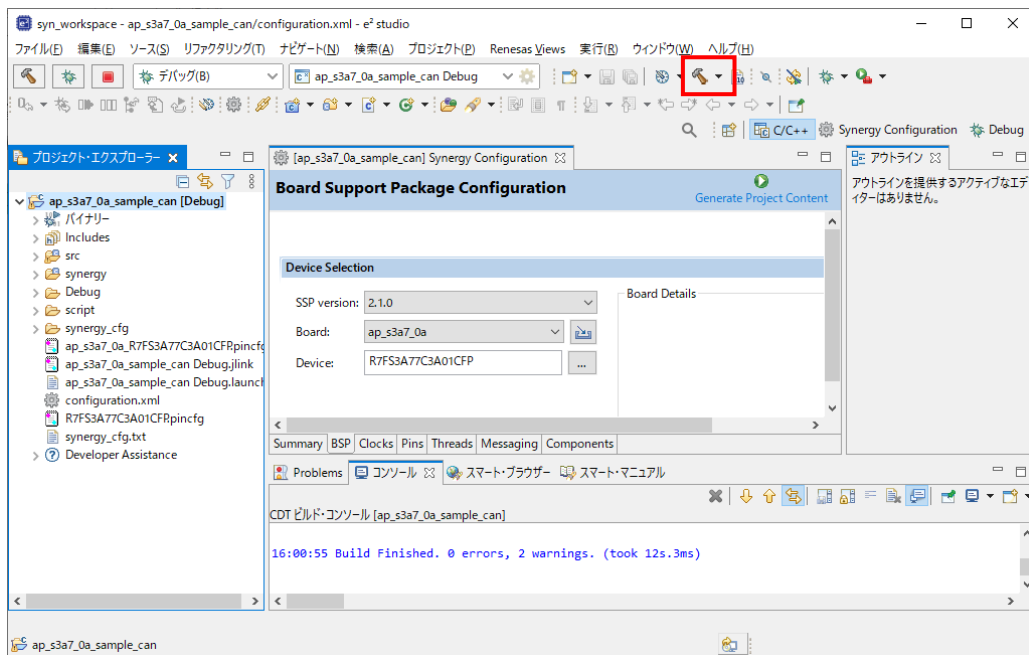 syn_workspace - ap_s3a7_0a_sample_can/configuration.xml - e² studio
ファイル(F) 編集(E) ソース(S) リファクタリング(T) ナビゲート(N) 検索(A) プロジェクト(P) Renesas Views 実行(R) ウィンドウ(W) ヘルプ(H)
デバッグ(B) ap_s3a7_0a_sample_can Debug
C/C++ Synergy Configuration Debug
プロジェクト・エクスプローラー
ap_s3a7_0a_sample_can [Debug]
バイナリー
Includes
src
synergy
Debug
script
synergy_cfg
ap_s3a7_0a_R7FS3A77C3A01CFP.pincfg
ap_s3a7_0a_sample_can Debug.jlink
ap_s3a7_0a_sample_can Debug.launch
configuration.xml
R7FS3A77C3A01CFP.pincfg
synergy_cfg.txt
Developer Assistance
[ap_s3a7_0a_sample_can] Synergy Configuration
Board Support Package Configuration
Generate Project Content
Device Selection
SSP version: 2.1.0
Board: ap_s3a7_0a
Device: R7FS3A77C3A01CFP ...
Board Details
Summary BSP Clocks Pins Threads Messaging Components
アウトライン
アウトラインを提供するアクティブなエデ
ィターはありません。
Problems コンソール スマート・ブラウザー スマート・マニュアル
CDT ビルド・コンソール [ap_s3a7_0a_sample_can]
16:00:55 Build Finished. 0 errors, 2 warnings. (took 12s.3ms)
ap_s3a7_0a_sample_can